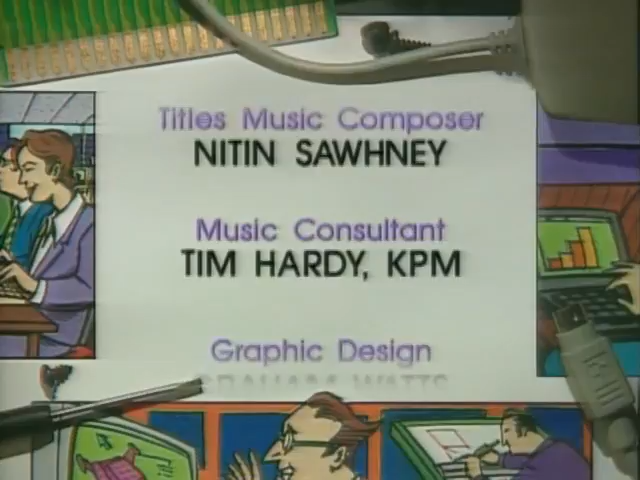 Titles Music Composer
NITIN SAWHNEY
Music Consultant
TIM HARDY, KPM
Graphic Design